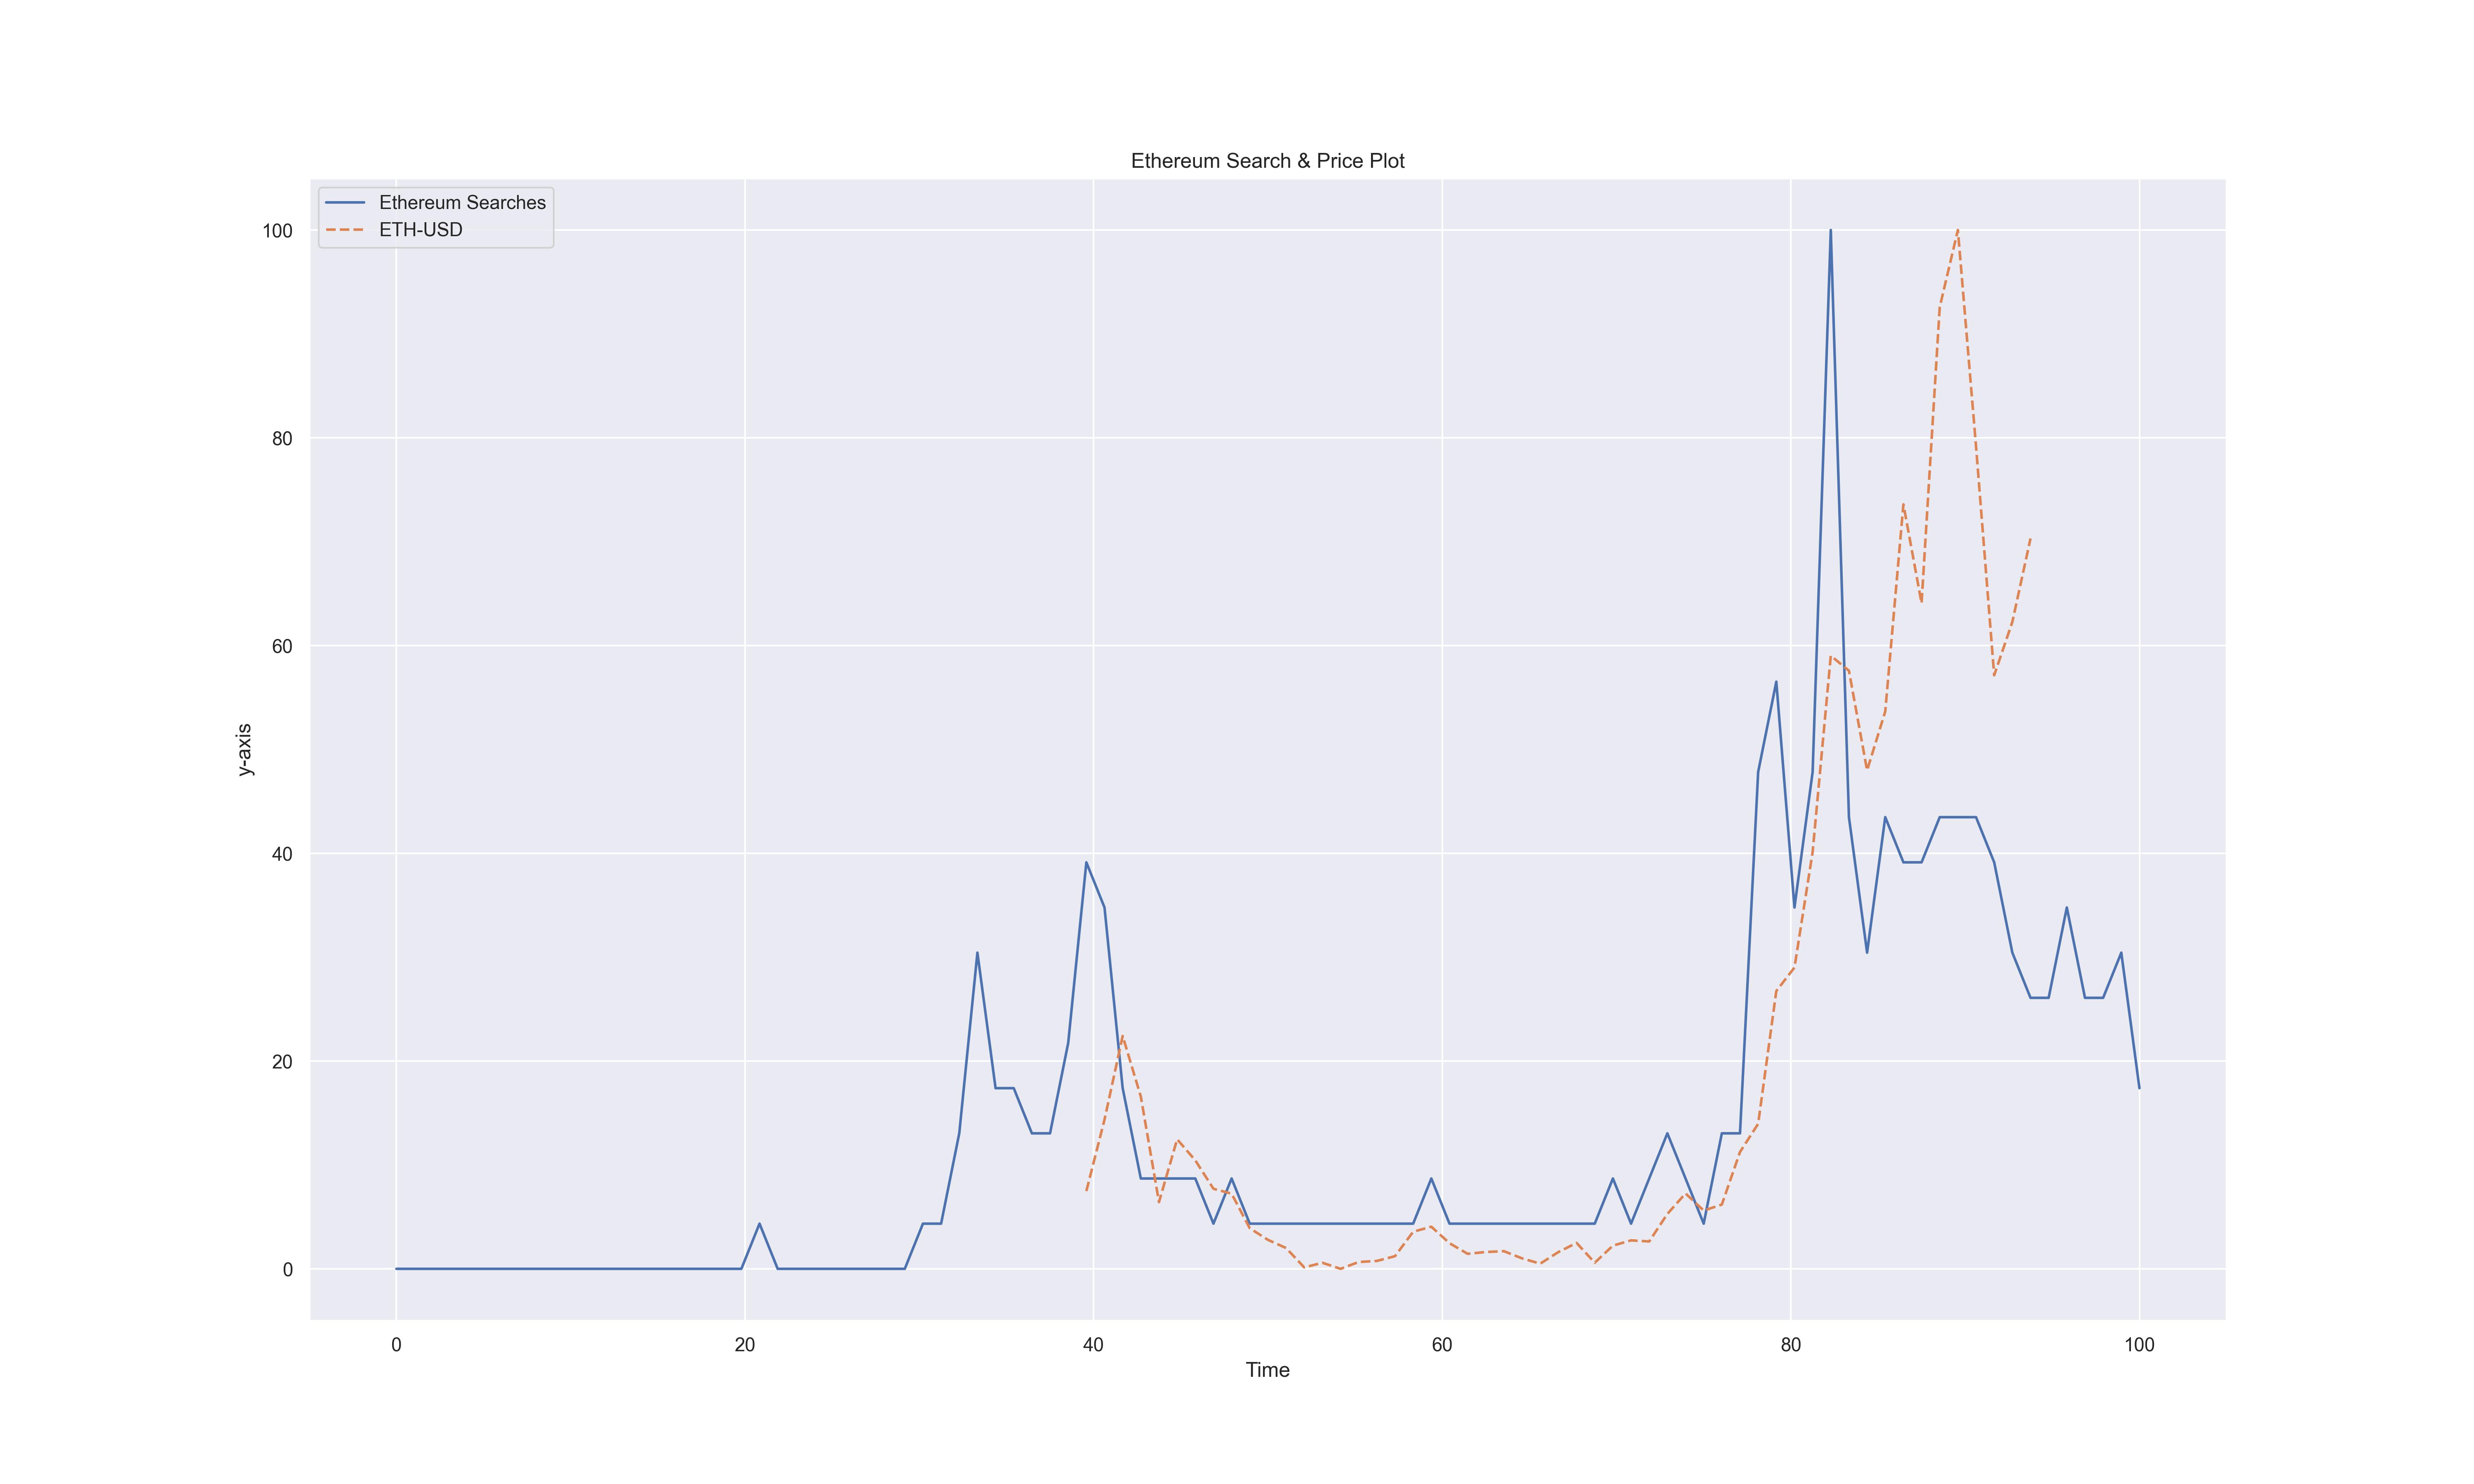 Ethereum Search & Price Plot
Ethereum Searches
ETH-USD
100
80
60
40
20
0
y-axis
0 20 40 60 80 100
Time